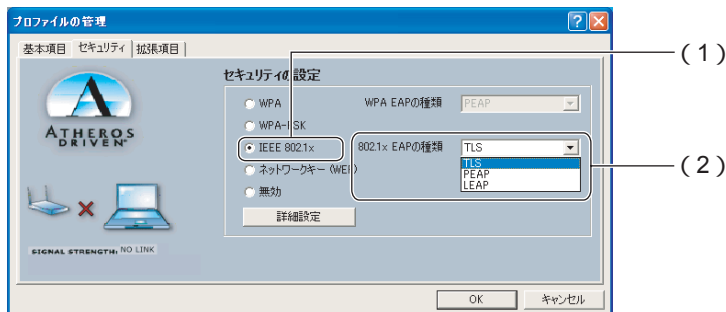 プロファイルの管理
基本項目 セキュリティ 拡張項目
(1)
セキュリティの設定
WPA WPA EAPの種類 PEAP
WPA-PSK
IEEE 802.1x 802.1x EAPの種類 TLS
TLS
PEAP
LEAP
(2)
ネットワークキー (WEP)
無効
詳細設定
ATHEROS
DRIVEN
SIGNAL STRENGTH: NO LINK
OK キャンセル